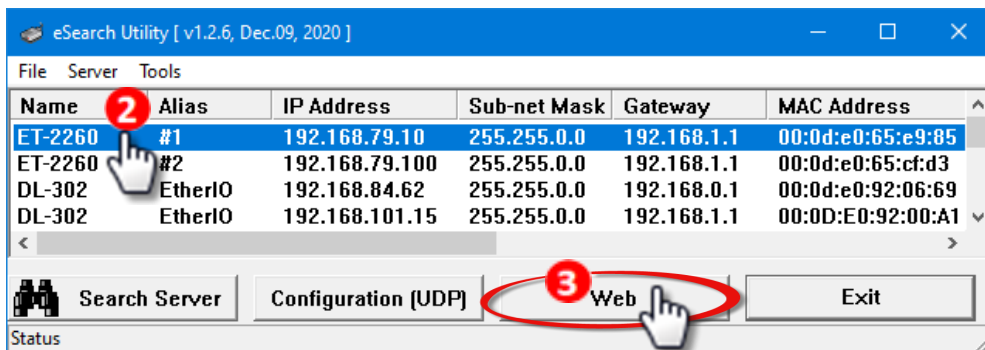 eSearch Utility [ v1.2.6, Dec.09, 2020 ]
File Server Tools
Name 2 Alias IP Address Sub-net Mask Gateway MAC Address
ET-2260 #1 192.168.79.10 255.255.0.0 192.168.1.1 00:0d:e0:65:e9:85
ET-2260 #2 192.168.79.100 255.255.0.0 192.168.1.1 00:0d:e0:65:cf:d3
DL-302 EtherIO 192.168.84.62 255.255.0.0 192.168.0.1 00:0d:e0:92:06:69
DL-302 EtherIO 192.168.101.15 255.255.0.0 192.168.1.1 00:0D:E0:92:00:A1
Search Server Configuration (UDP) 3 Web Exit
Status